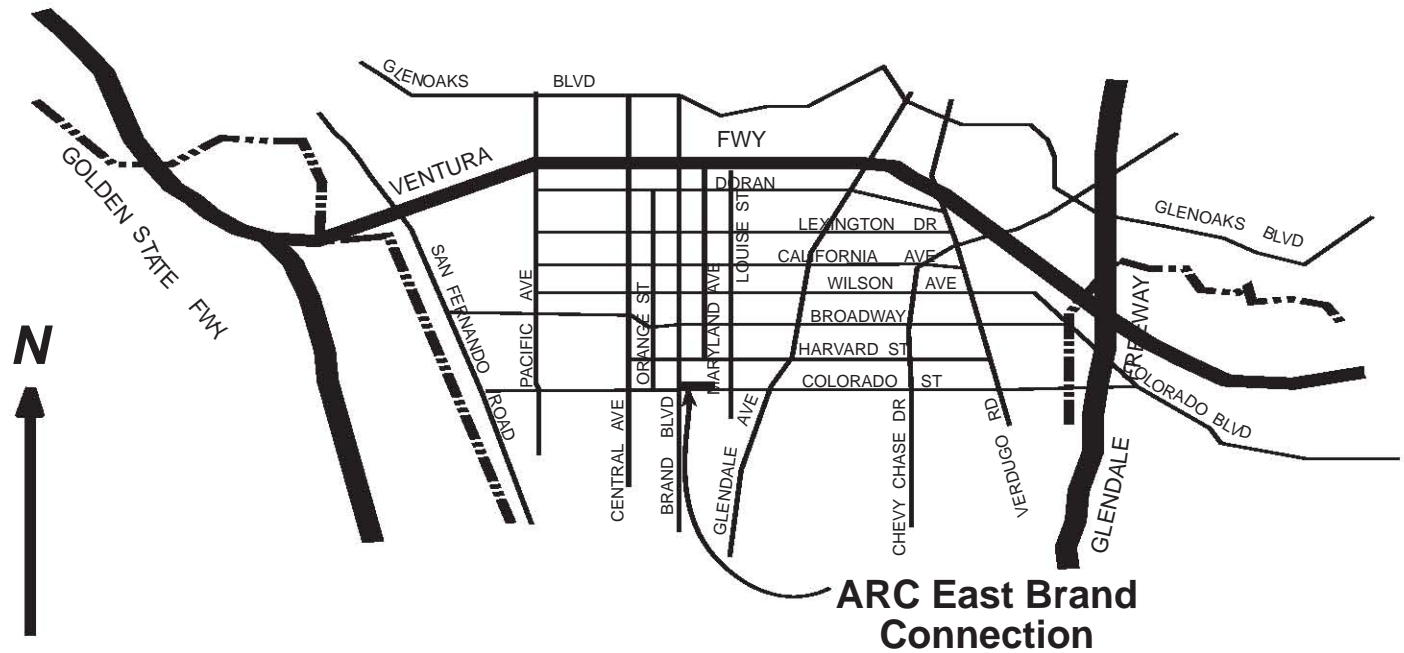 GLENOAKS BLVD
FWY
VENTURA
GOLDEN STATE FWY
DORAN
LEXINGTON DR
CALIFORNIA AVE
WILSON AVE
BROADWAY
HARVARD ST
COLORADO ST
GLENOAKS BLVD
SAN FERNANDO ROAD
PACIFIC AVE
ORANGE ST
MARYLAND AVE
LOUISE ST
CENTRAL AVE
BRAND BLVD
GLENDALE AVE
CHEVY CHASE DR
VERDUGO RD
GLENDALE FREEWAY
COLORADO BLVD
N
ARC East Brand
Connection